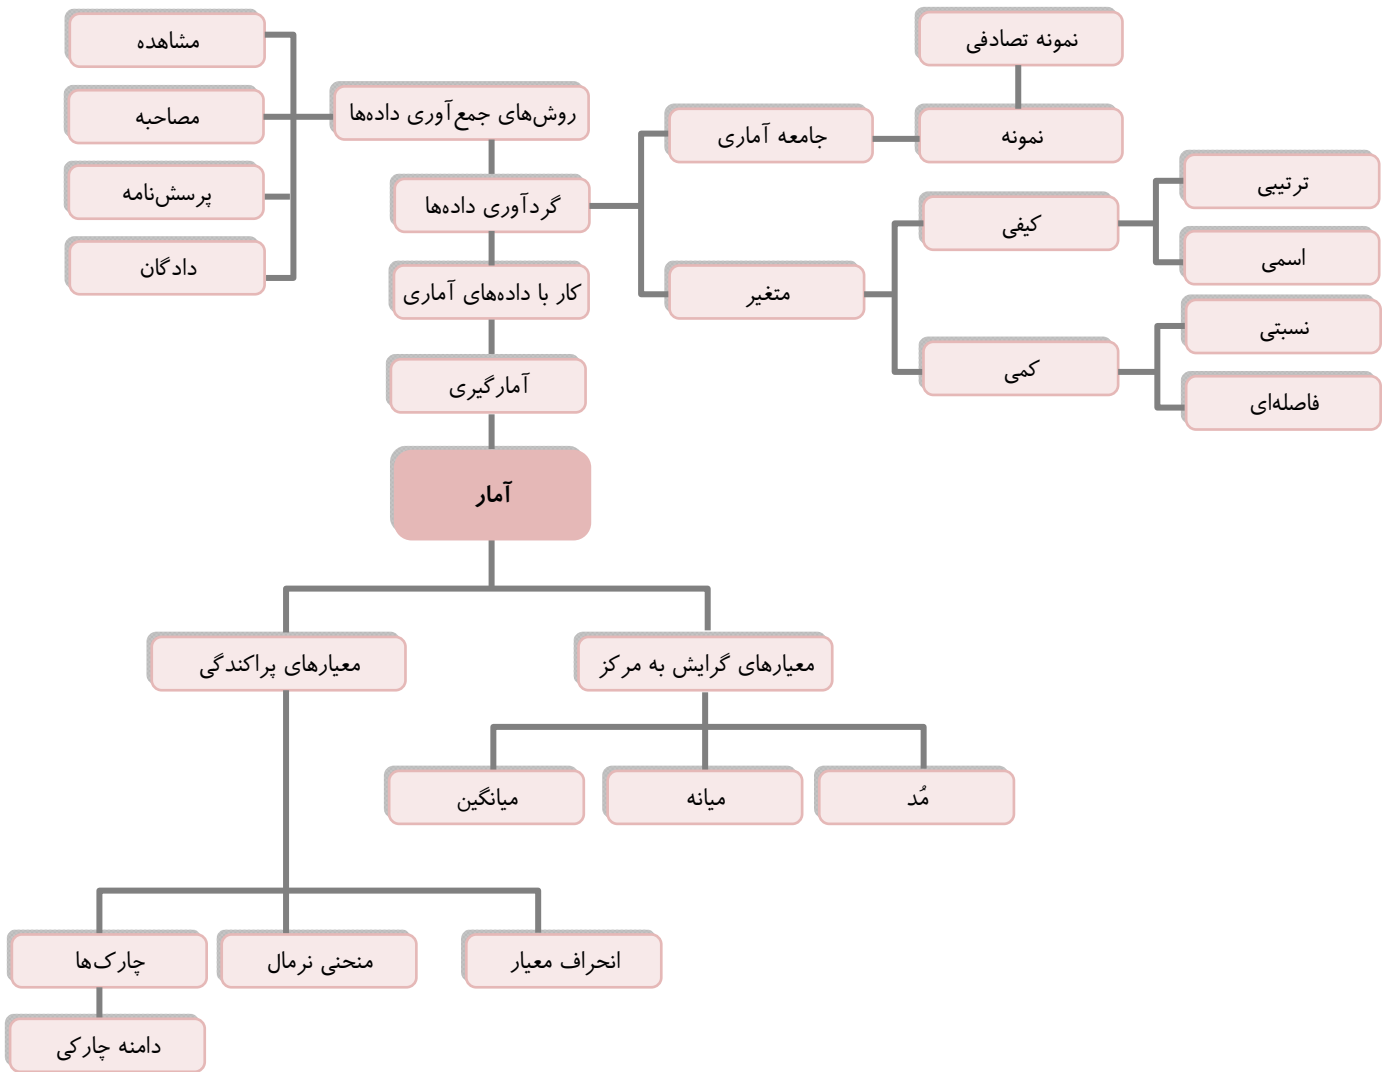 نمونه تصادفی
مشاهده
روش‌های جمع‌آوری داده‌ها
مصاحبه
جامعه آماری
نمونه
ترتیبی
پرسش‌نامه
گردآوری داده‌ها
کیفی
اسمی
دادگان
کار با داده‌های آماری
متغیر
نسبتی
آمارگیری
کمی
فاصله‌ای
آمار
معیارهای گرایش به مرکز
معیارهای پراکندگی
مُد
میانه
میانگین
انحراف معیار
منحنی نرمال
چارک‌ها
دامنه چارکی